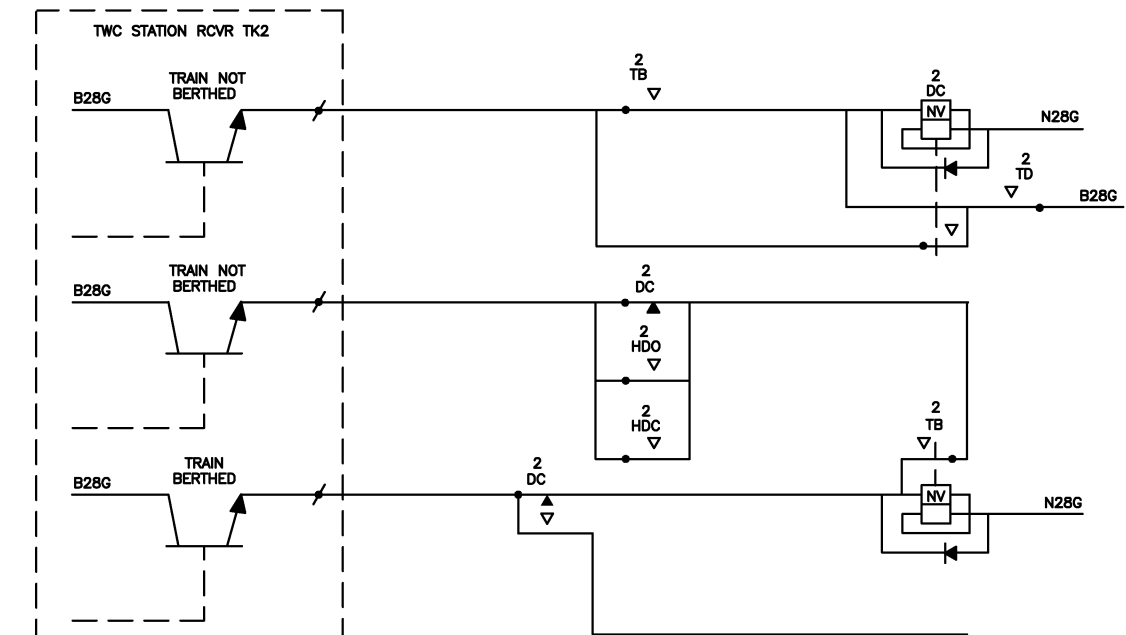 TWC STATION RCVR TK2
TRAIN NOT
BERTHED
B28G
2
TB
2
DC
NV
N28G
2
TD
B28G
TRAIN NOT
BERTHED
B28G
2
DC
2
HDO
2
HDC
2
TB
TRAIN
BERTHED
B28G
2
DC
NV
N28G